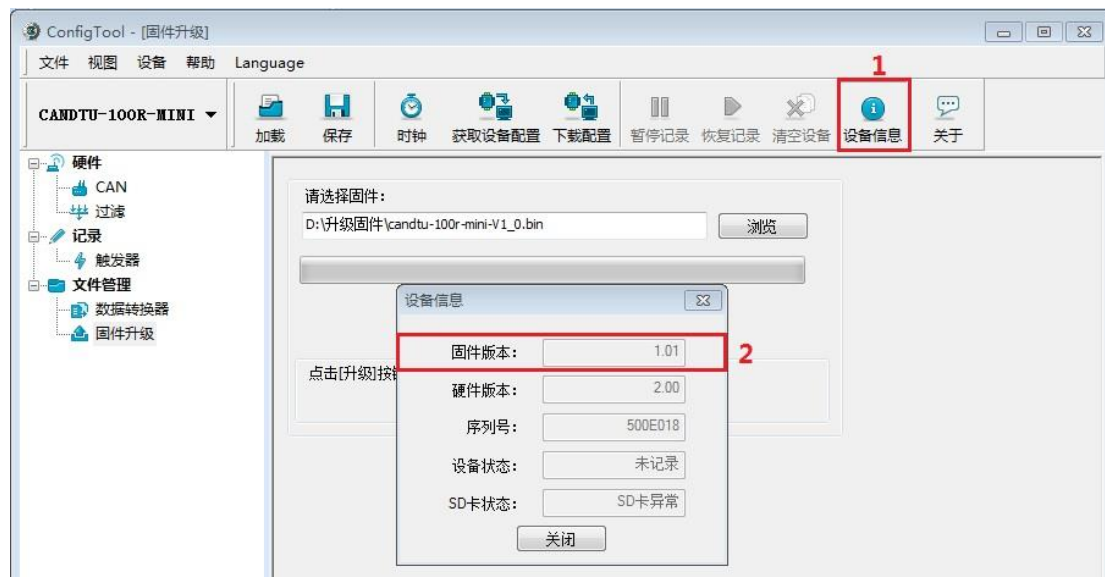 ConfigTool - [固件升级]
文件 视图 设备 帮助 Language
1
CANDTU-100R-MINI
加载 保存 时钟 获取设备配置 下载配置 暂停记录 恢复记录 清空设备 设备信息 关于
硬件
CAN
过滤
记录
触发器
文件管理
数据转换器
固件升级
请选择固件：
D:\升级固件\candtu-100r-mini-V1_0.bin 浏览
设备信息
固件版本： 1.01 2
点击[升级]按
硬件版本： 2.00
序列号： 500E018
设备状态： 未记录
SD卡状态： SD卡异常
关闭